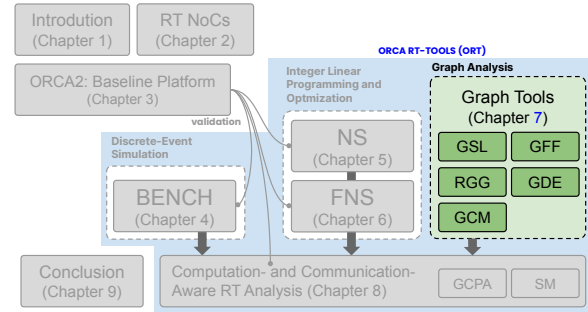 Introdution
(Chapter 1)
RT NoCs
(Chapter 2)
ORCA RT-TOOLS (ORT)
ORCA2: Baseline Platform
(Chapter 3)
validation
Integer Linear
Programming and
Optmization
NS
(Chapter 5)
FNS
(Chapter 6)
Graph Analysis
Graph Tools
(Chapter 7)
GSL
GFF
RGG
GDE
GCM
Discrete-Event
Simulation
BENCH
(Chapter 4)
Conclusion
(Chapter 9)
Computation- and Communication-
Aware RT Analysis (Chapter 8)
GCPA
SM